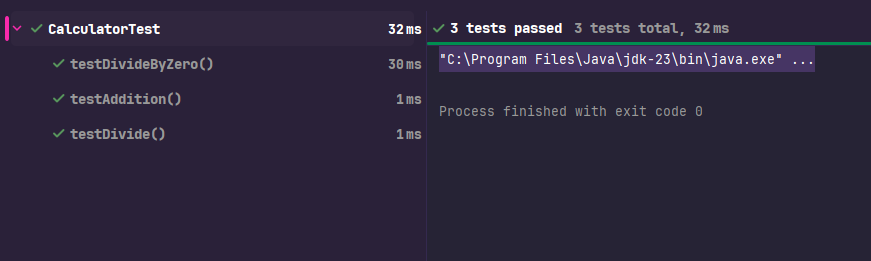 CalculatorTest 32 ms
testDivideByZero() 30 ms
testAddition() 1 ms
testDivide() 1 ms
3 tests passed 3 tests total, 32 ms
"C:\Program Files\Java\jdk-23\bin\java.exe" ...
Process finished with exit code 0